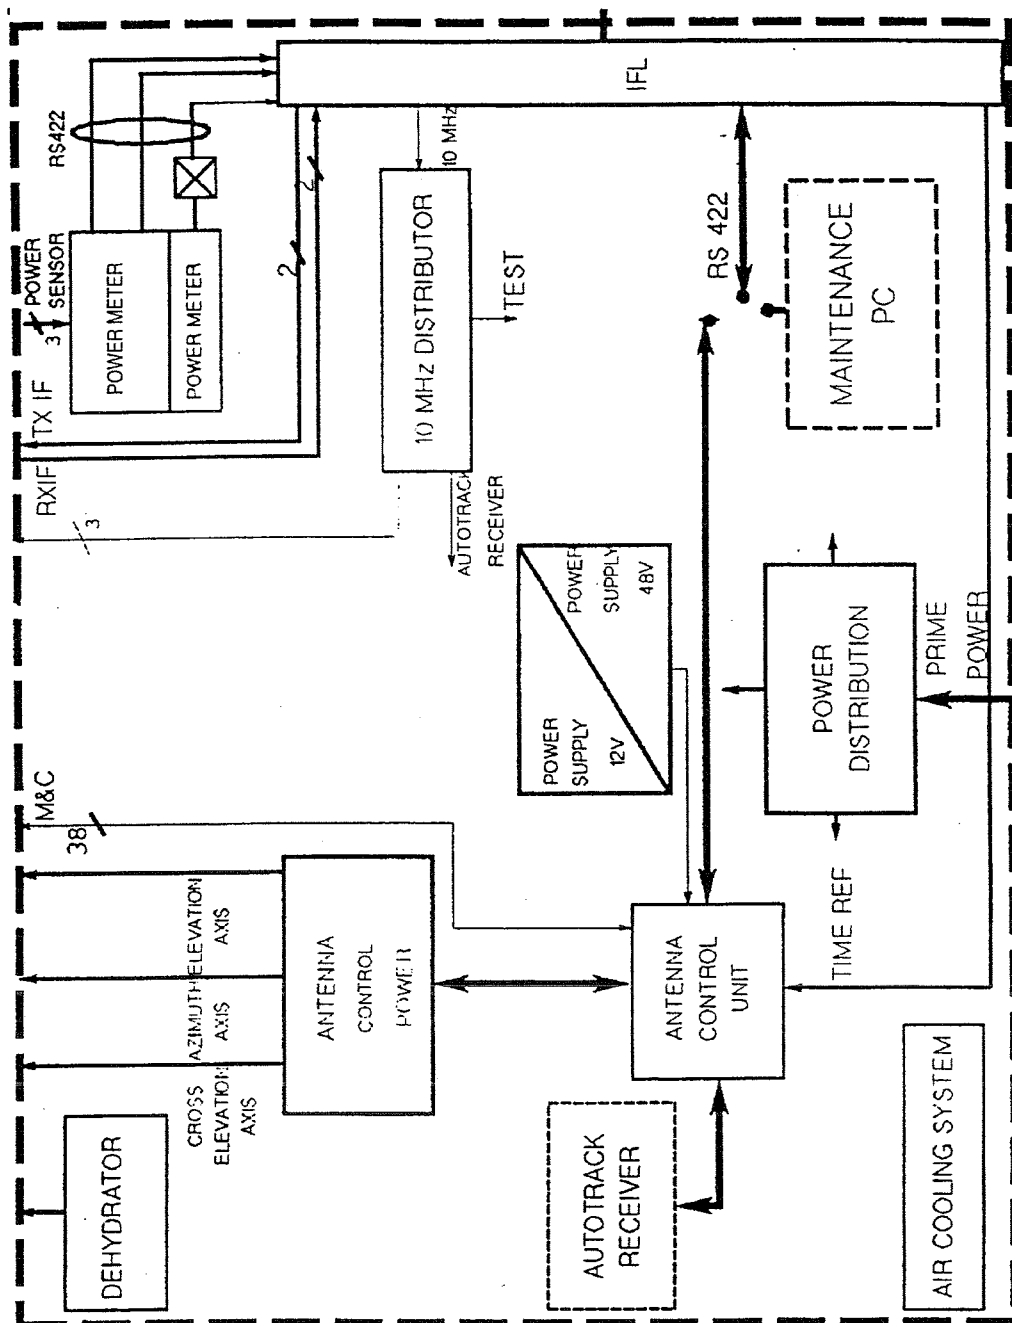 IFL
RS422
POWER
SENSOR
3
POWER METER
POWER METER
TX IF
RXIF
3
2
2
10 MHz
10 MHz DISTRIBUTOR
TEST
AUTOTRACK
RECEIVER
RS 422
MAINTENANCE
PC
POWER
SUPPLY
48V
POWER
SUPPLY
12V
POWER
DISTRIBUTION
PRIME
POWER
TIME REF
M&C
38
ELEVATION
AXIS
AZIMUTH
AXIS
CROSS
ELEVATION
AXIS
ANTENNA
CONTROL
POWER
ANTENNA
CONTROL
UNIT
DEHYDRATOR
AUTOTRACK
RECEIVER
AIR COOLING SYSTEM